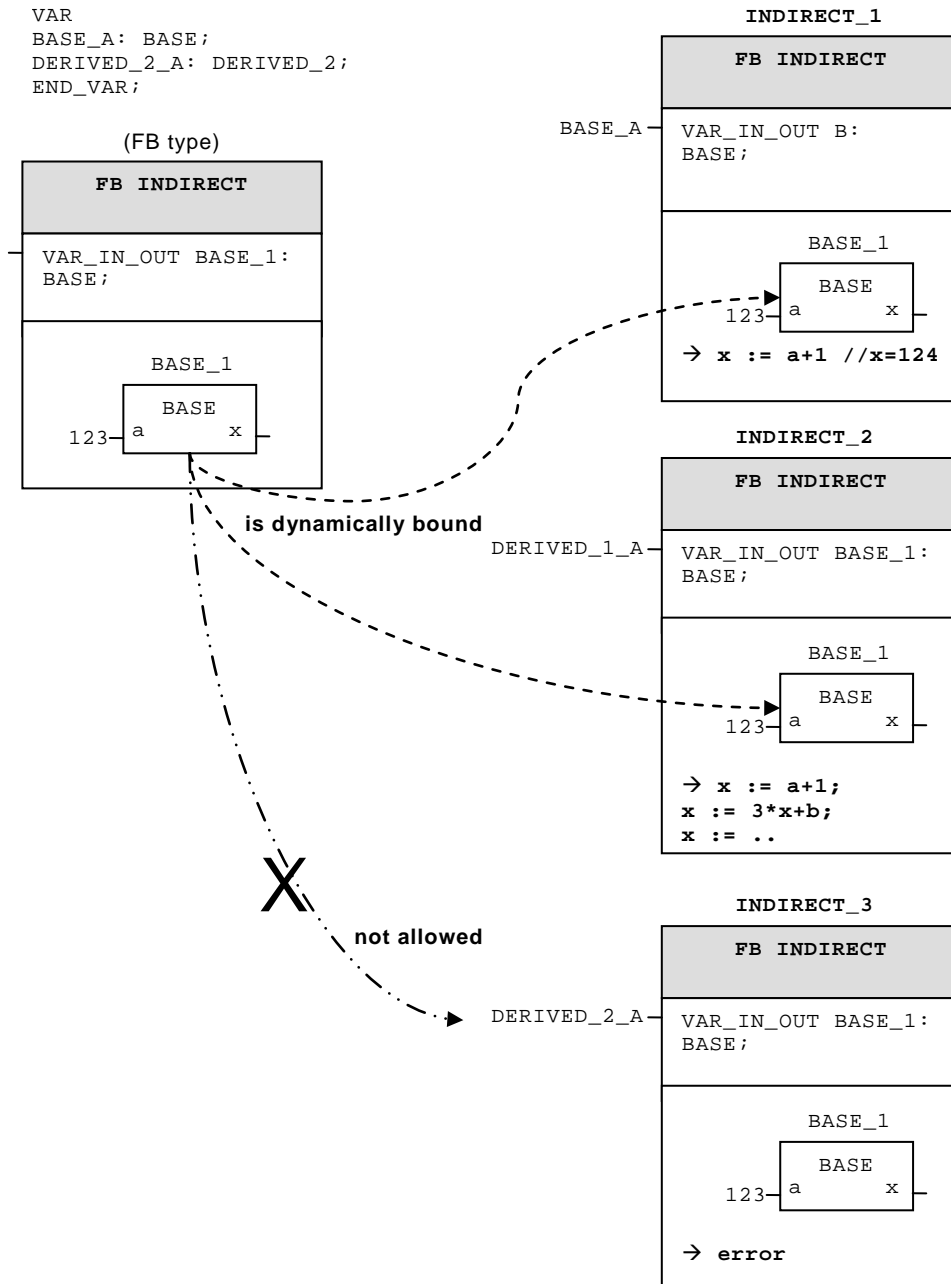 VAR
BASE_A: BASE;
DERIVED_2_A: DERIVED_2;
END_VAR;
(FB type)
FB INDIRECT
VAR_IN_OUT BASE_1:
BASE;
BASE_1
BASE
123 a x
is dynamically bound
X
not allowed
INDIRECT_1
FB INDIRECT
BASE_A
VAR_IN_OUT B:
BASE;
BASE_1
BASE
123 a x
→ x := a+1 //x=124
INDIRECT_2
FB INDIRECT
DERIVED_1_A
VAR_IN_OUT BASE_1:
BASE;
BASE_1
BASE
123 a x
→ x := a+1;
x := 3*x+b;
x := ..
INDIRECT_3
FB INDIRECT
DERIVED_2_A
VAR_IN_OUT BASE_1:
BASE;
BASE_1
BASE
123 a x
→ error